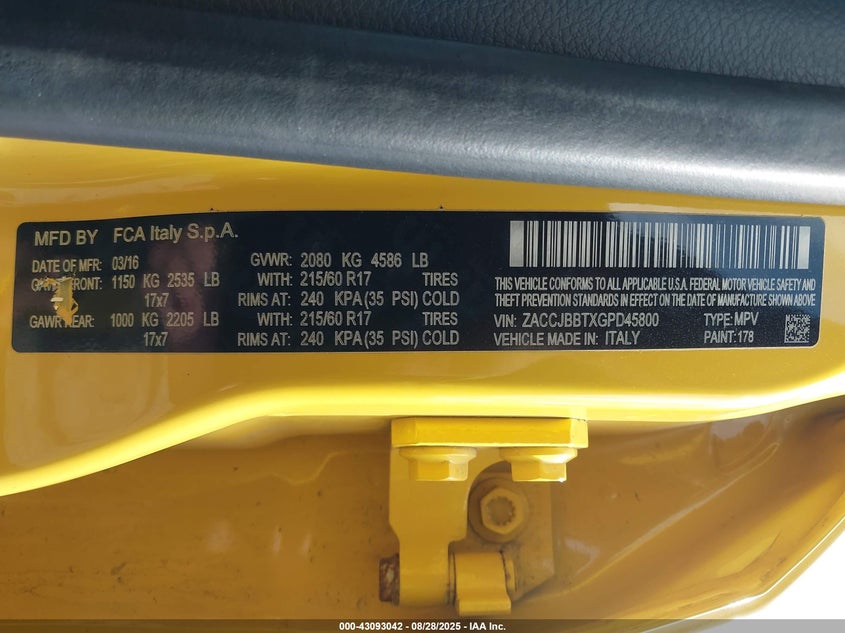 MFD BY FCA Italy S.p.A.
DATE OF MFR: 03/16 GVWR: 2080 KG 4586 LB
FRONT: 1150 KG 2535 LB WITH: 215/60 R17 TIRES
17x7 RIMS AT: 240 KPA (35 PSI) COLD
GAWR REAR: 1000 KG 2205 LB WITH: 215/60 R17 TIRES
17x7 RIMS AT: 240 KPA (35 PSI) COLD
THIS VEHICLE CONFORMS TO ALL APPLICABLE U.S.A. FEDERAL MOTOR VEHICLE SAFETY AND
THEFT PREVENTION STANDARDS IN EFFECT ON THE DATE OF MANUFACTURE SHOWN ABOVE
VIN: ZACCJBBTXGPD45800 TYPE: MPV
VEHICLE MADE IN: ITALY PAINT: 178
000-43093042 - 08/28/2025 - IAA Inc.